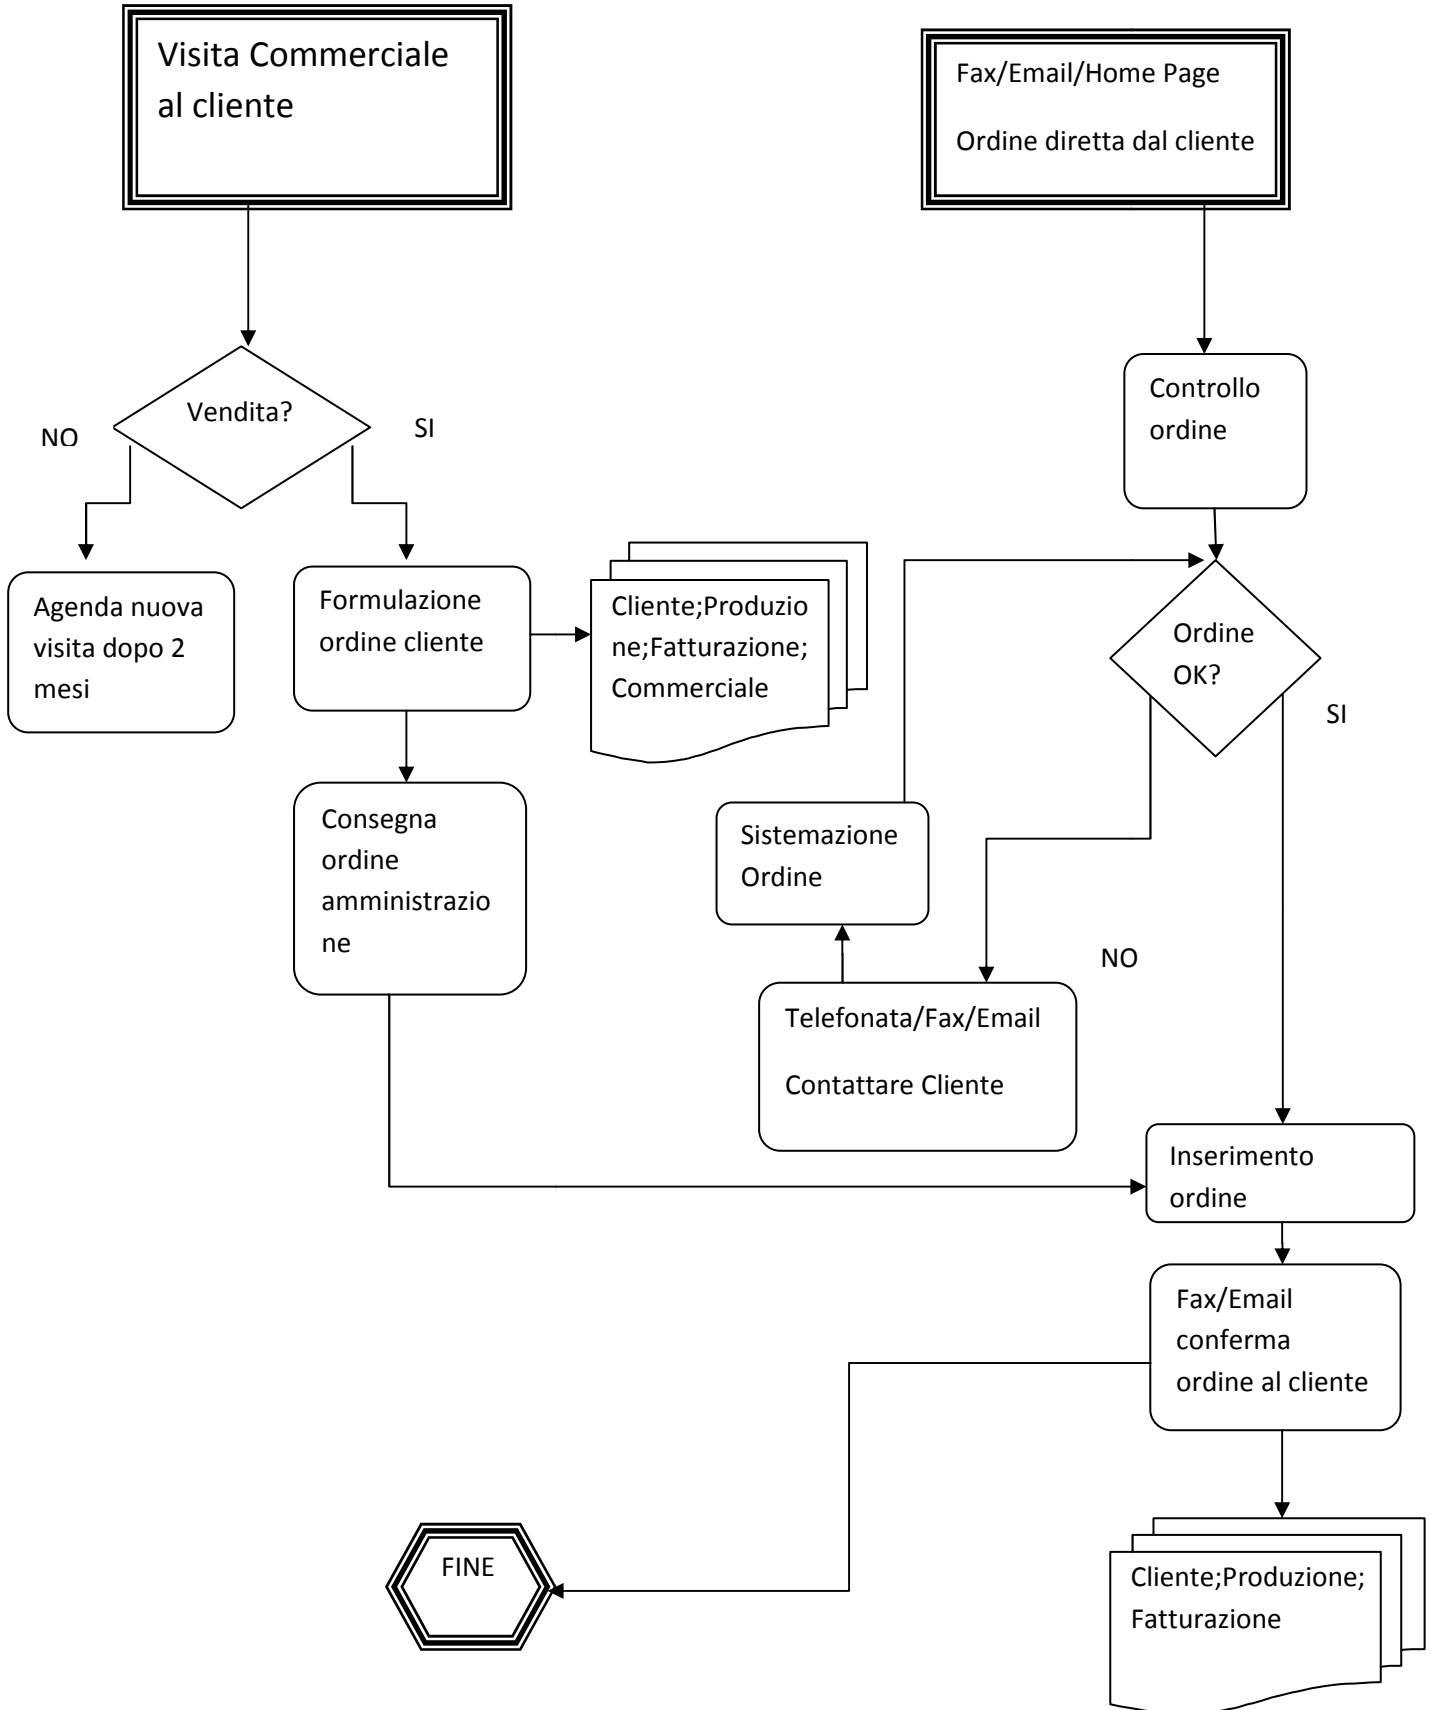 Visita Commerciale
al cliente
Fax/Email/Home Page
Ordine diretta dal cliente
Vendita?
NO
SI
Controllo
ordine
Agenda nuova
visita dopo 2
mesi
Formulazione
ordine cliente
Cliente;Produzio
ne;Fatturazione;
Commerciale
Ordine
OK?
SI
Consegna
ordine
amministrazio
ne
Sistemazione
Ordine
NO
Telefonata/Fax/Email
Contattare Cliente
Inserimento
ordine
Fax/Email
conferma
ordine al cliente
FINE
Cliente;Produzione;
Fatturazione